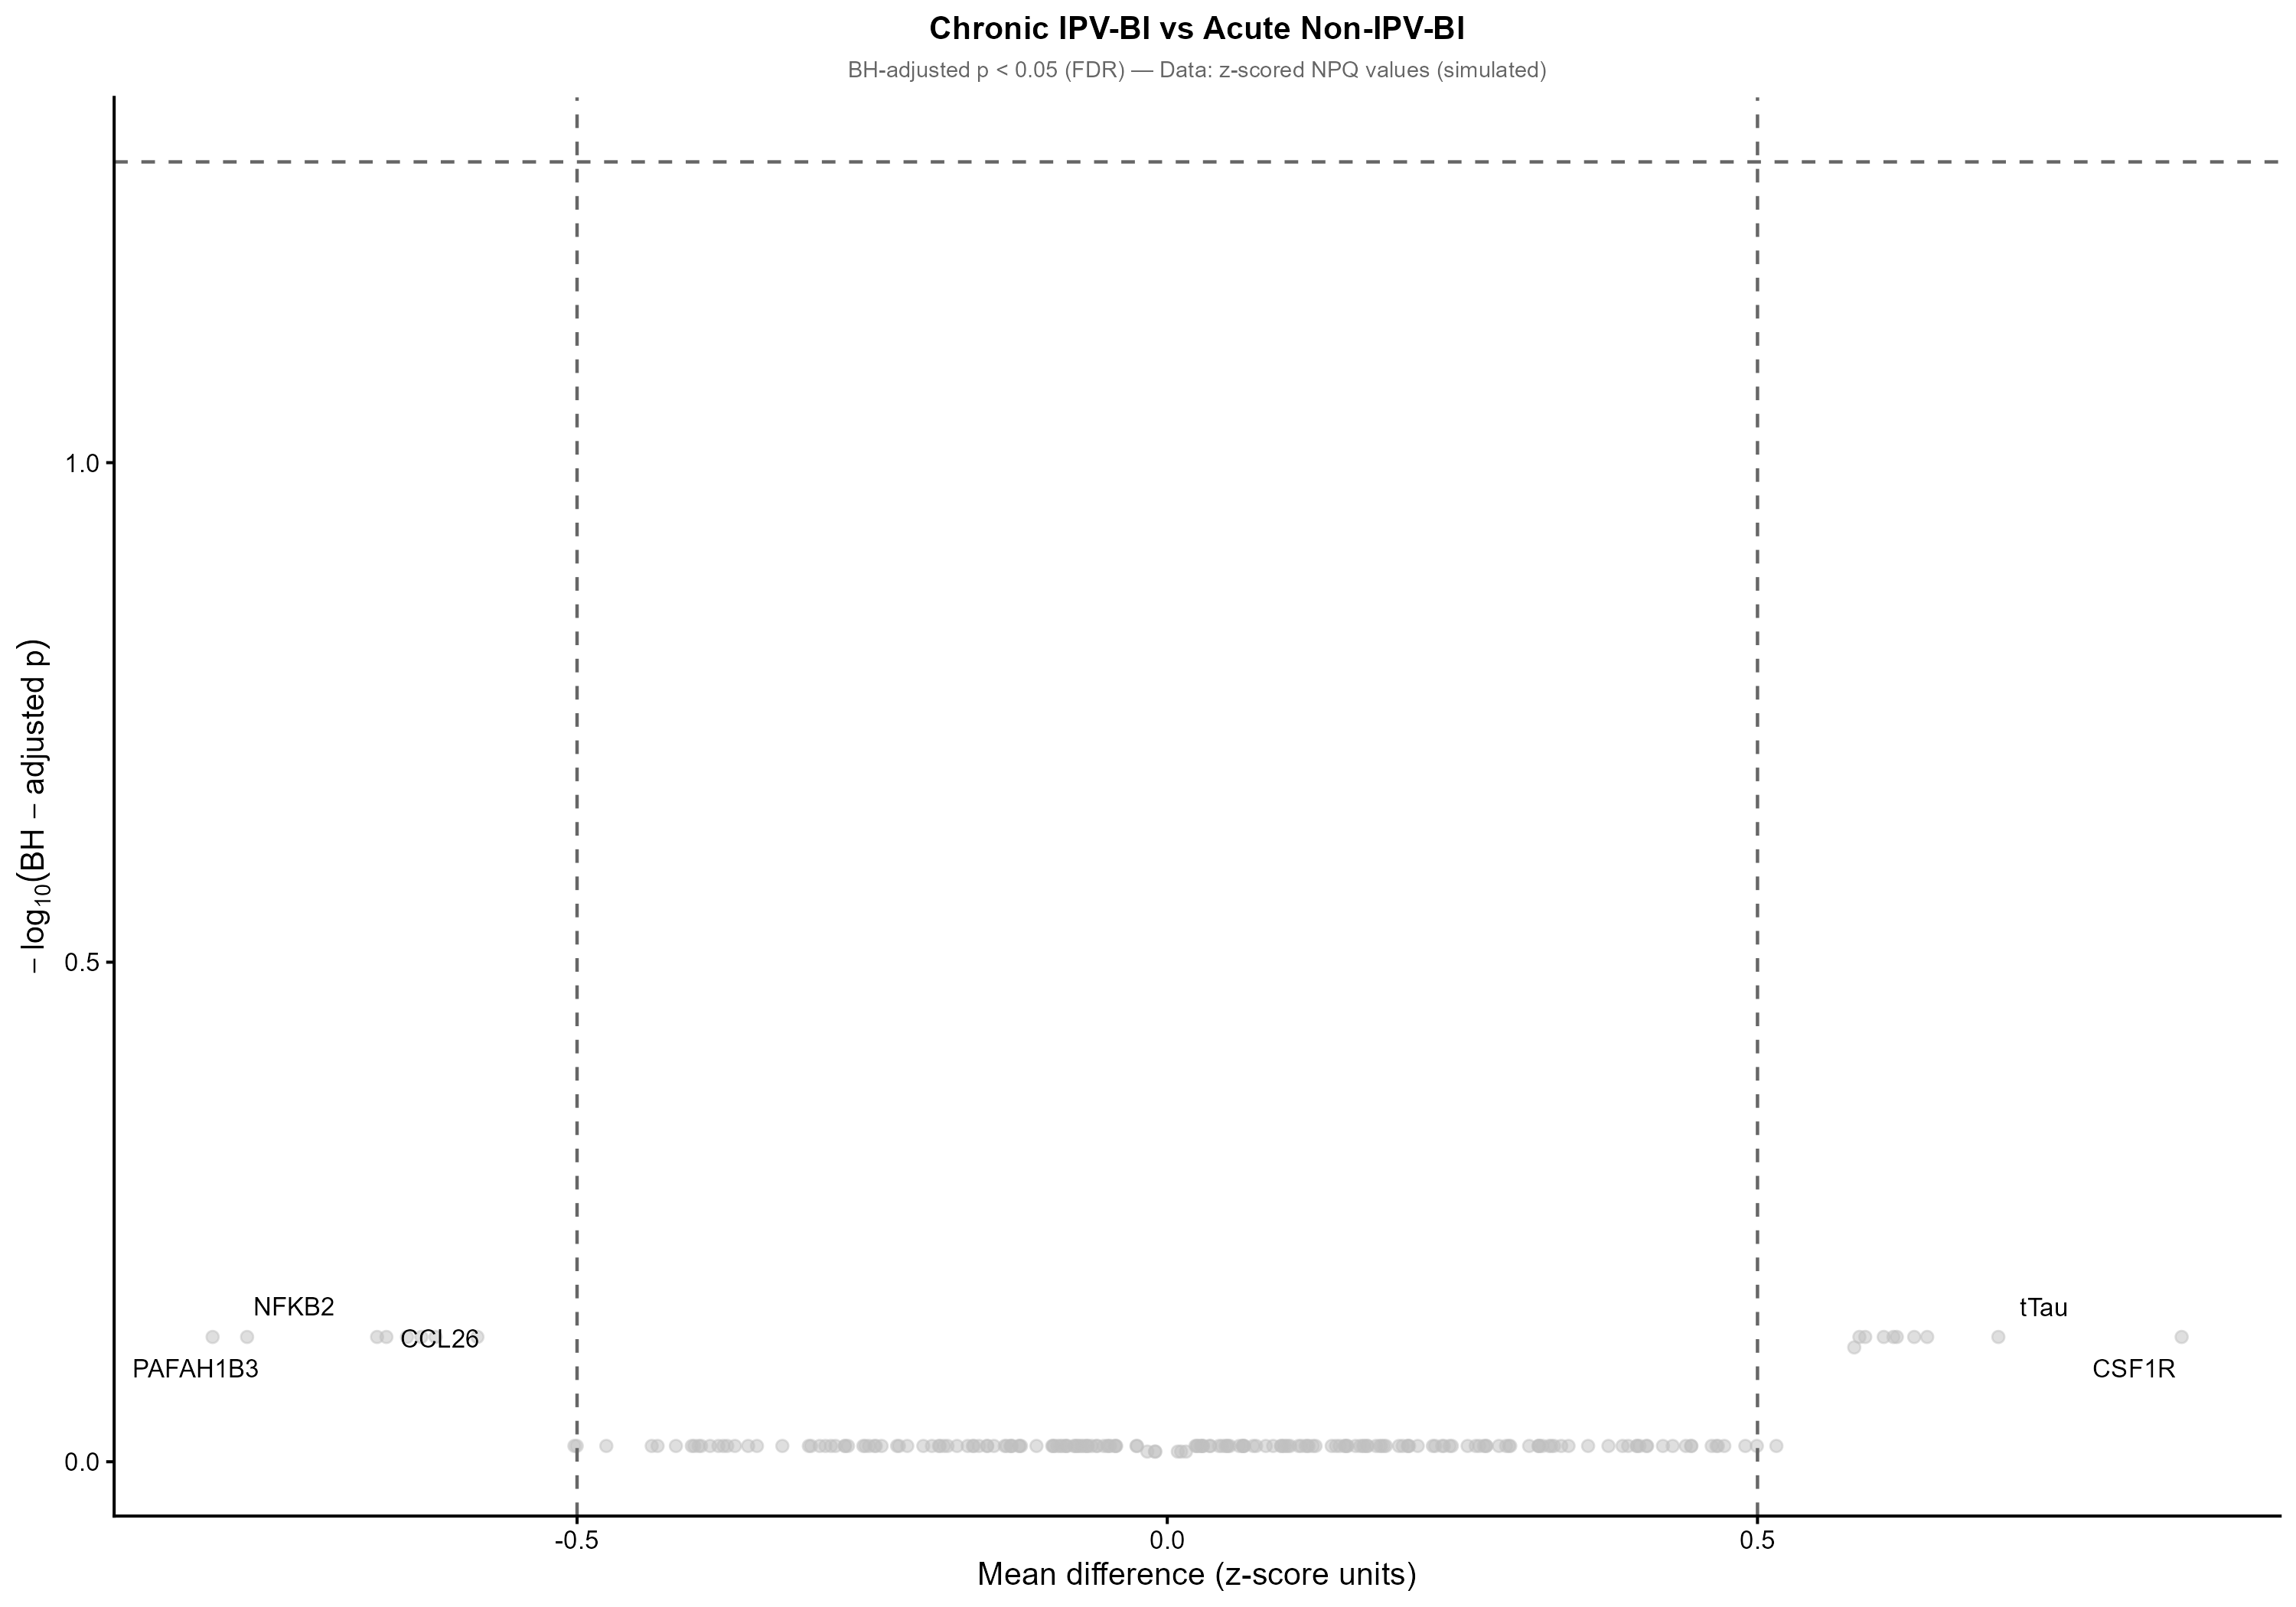 Chronic IPV-BI vs Acute Non-IPV-BI
BH-adjusted p < 0.05 (FDR) — Data: z-scored NPQ values (simulated)
− log10(BH − adjusted p)
1.0
0.5
0.0
NFKB2
CCL26
PAFAH1B3
tTau
CSF1R
-0.5
0.0
0.5
Mean difference (z-score units)